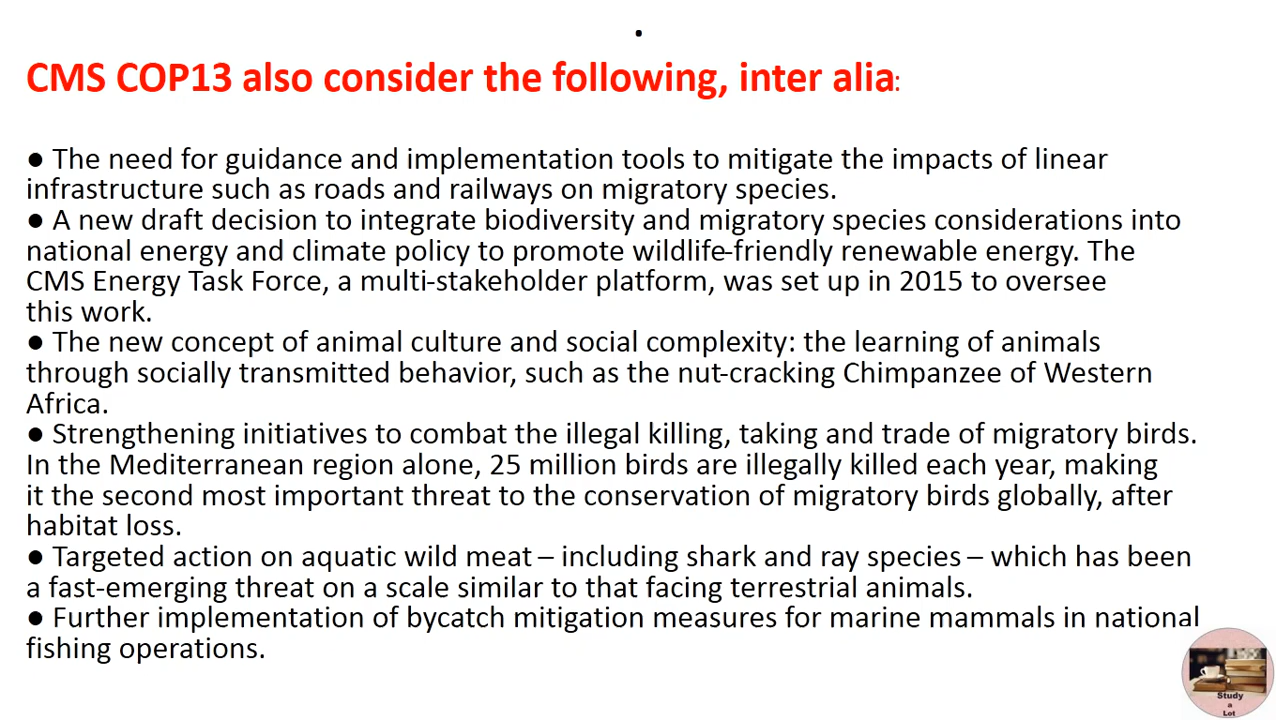 .
CMS COP13 also consider the following, inter alia:
● The need for guidance and implementation tools to mitigate the impacts of linear
infrastructure such as roads and railways on migratory species.
● A new draft decision to integrate biodiversity and migratory species considerations into
national energy and climate policy to promote wildlife-friendly renewable energy. The
CMS Energy Task Force, a multi-stakeholder platform, was set up in 2015 to oversee
this work.
● The new concept of animal culture and social complexity: the learning of animals
through socially transmitted behavior, such as the nut-cracking Chimpanzee of Western
Africa.
● Strengthening initiatives to combat the illegal killing, taking and trade of migratory birds.
In the Mediterranean region alone, 25 million birds are illegally killed each year, making
it the second most important threat to the conservation of migratory birds globally, after
habitat loss.
● Targeted action on aquatic wild meat – including shark and ray species – which has been
a fast-emerging threat on a scale similar to that facing terrestrial animals.
● Further implementation of bycatch mitigation measures for marine mammals in national
fishing operations.
Study
a
Lot